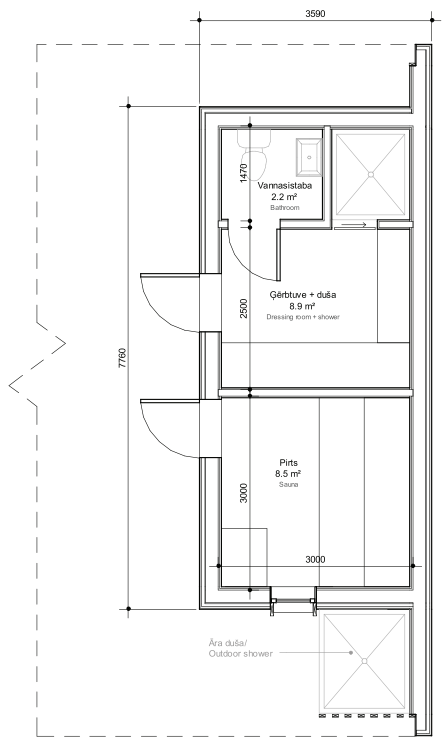 3590
1470
Vannasistaba
2.2 m²
Bathroom
Ģērbtuve + duša
8.9 m²
Dressing room + shower
2500
7760
Pirts
8.5 m²
Sauna
3000
3000
Āra duša/
Outdoor shower